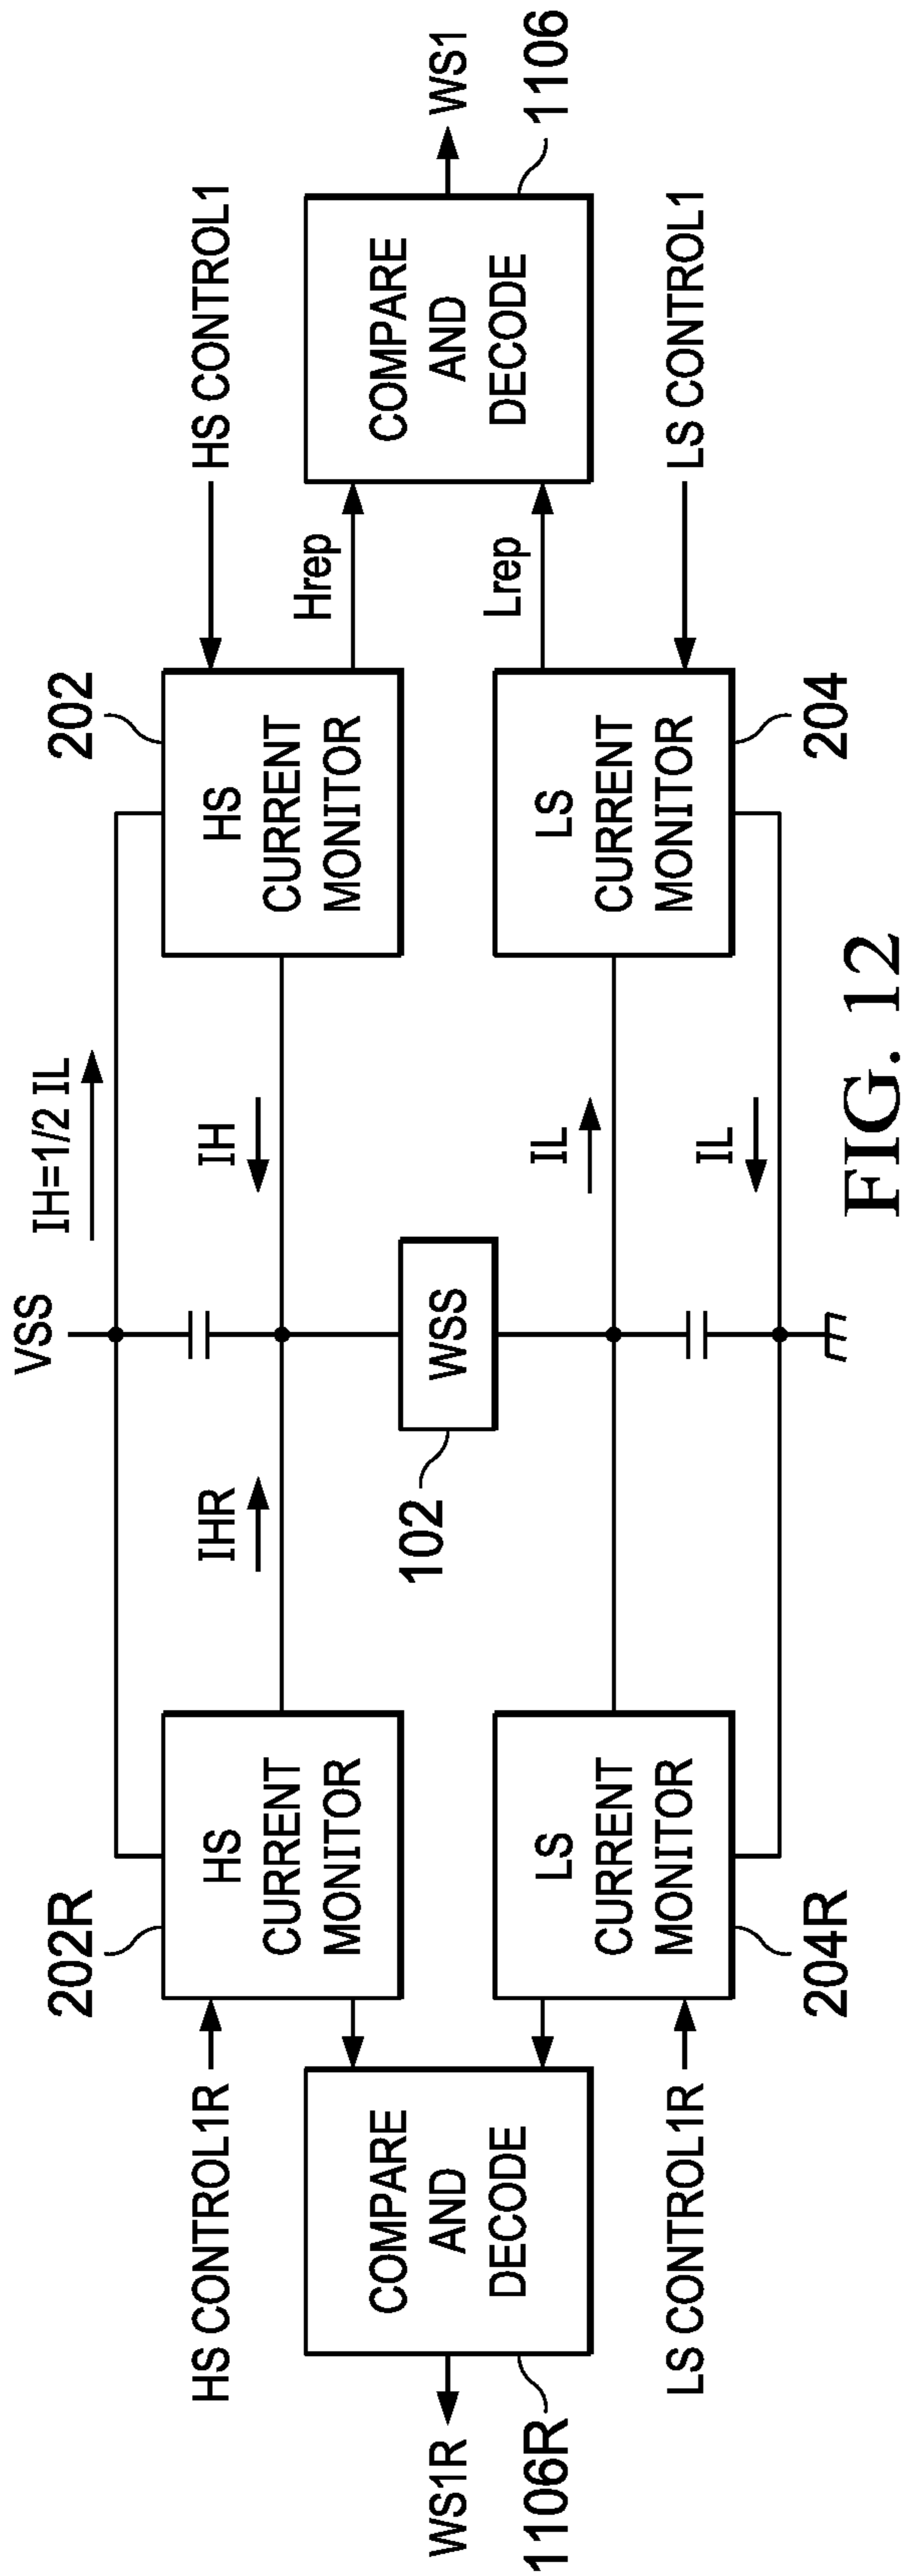 VSS
IH=1/2 IL
202R
202
HS CONTROL1R
HS
CURRENT
MONITOR
IHR
IH
HS
CURRENT
MONITOR
HS CONTROL1
Hrep
WS1R
COMPARE
AND
DECODE
1106R
102
WSS
COMPARE
AND
DECODE
WS1
1106
Lrep
LS CONTROL1R
LS
CURRENT
MONITOR
204R
IL
IL
LS
CURRENT
MONITOR
204
LS CONTROL1
FIG. 12